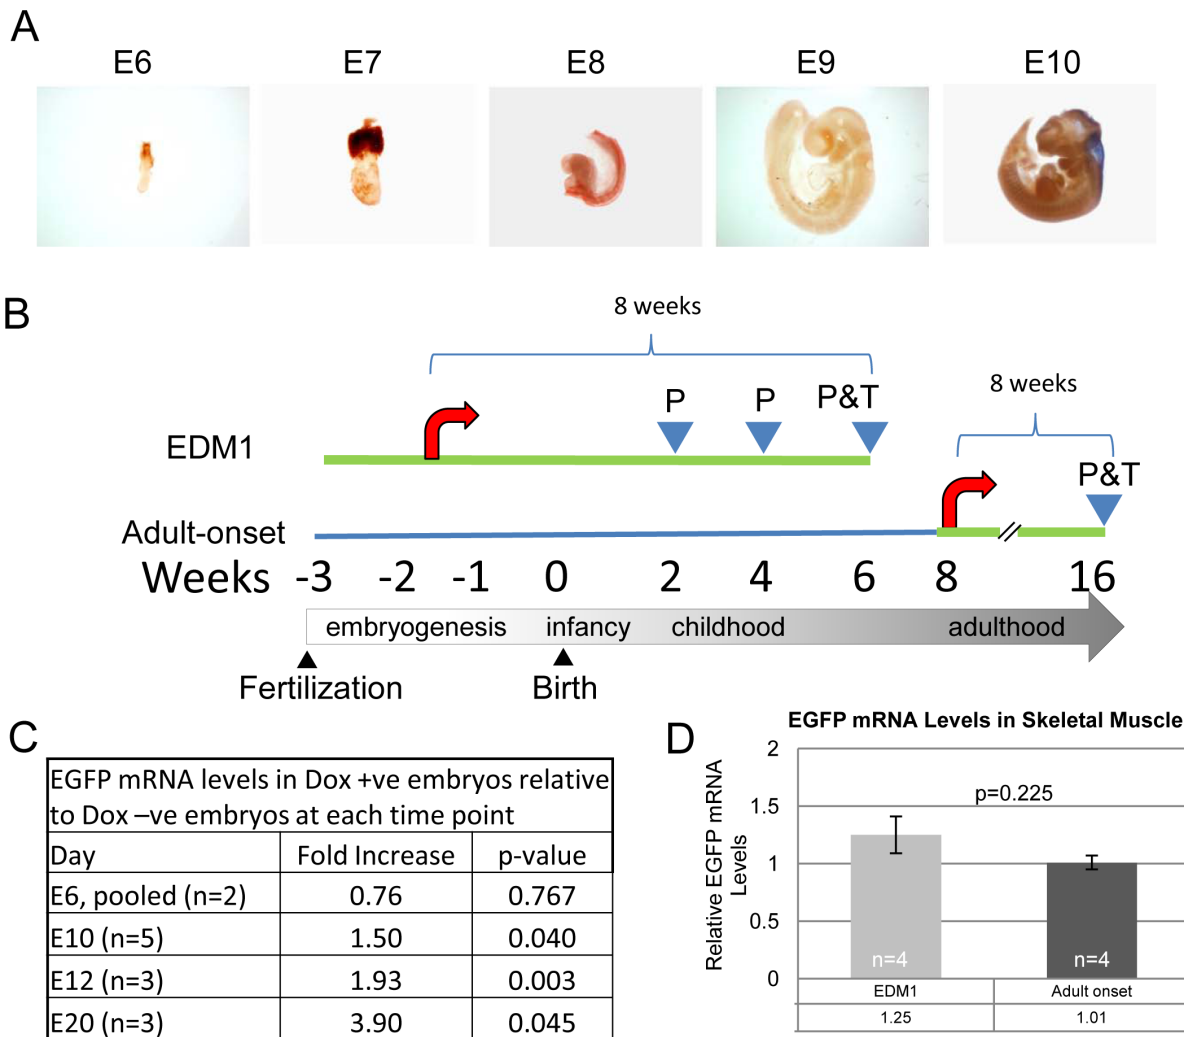 A
E6 E7 E8 E9 E10
B
8 weeks
8 weeks
P P P&T
EDM1
P&T
Adult-onset
Weeks -3 -2 -1 0 2 4 6 8 16
embryogenesis infancy childhood adulthood
Fertilization Birth
C
EGFP mRNA levels in Dox +ve embryos relative
to Dox –ve embryos at each time point
Day Fold Increase p-value
E6, pooled (n=2) 0.76 0.767
E10 (n=5) 1.50 0.040
E12 (n=3) 1.93 0.003
E20 (n=3) 3.90 0.045
D
EGFP mRNA Levels in Skeletal Muscle
Relative EGFP mRNA
Levels
2
1.5
1
0.5
0
p=0.225
n=4 n=4
EDM1 Adult onset
1.25 1.01